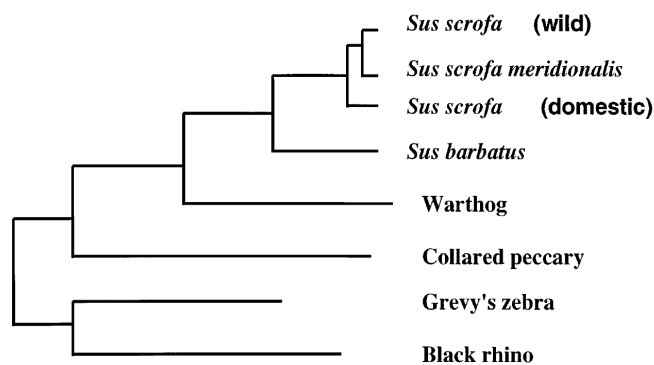 Sus scrofa (wild)
Sus scrofa meridionalis
Sus scrofa (domestic)
Sus barbatus
Warthog
Collared peccary
Grevy's zebra
Black rhino